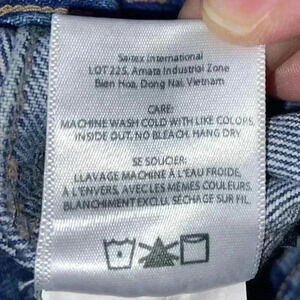 Saitex International
LOT 225, Amata Industrial Zone
Bien Hoa, Dong Nai, Vietnam
CARE:
MACHINE WASH COLD WITH LIKE COLORS,
INSIDE OUT. NO BLEACH. HANG DRY
SE SOUCIER:
LLAVAGE MACHINE À L'EAU FROIDE,
À L'ENVERS, AVEC LES MÊMES COULEURS.
BLANCHIMENT EXCLU. SÉCHAGE SUR FIL.